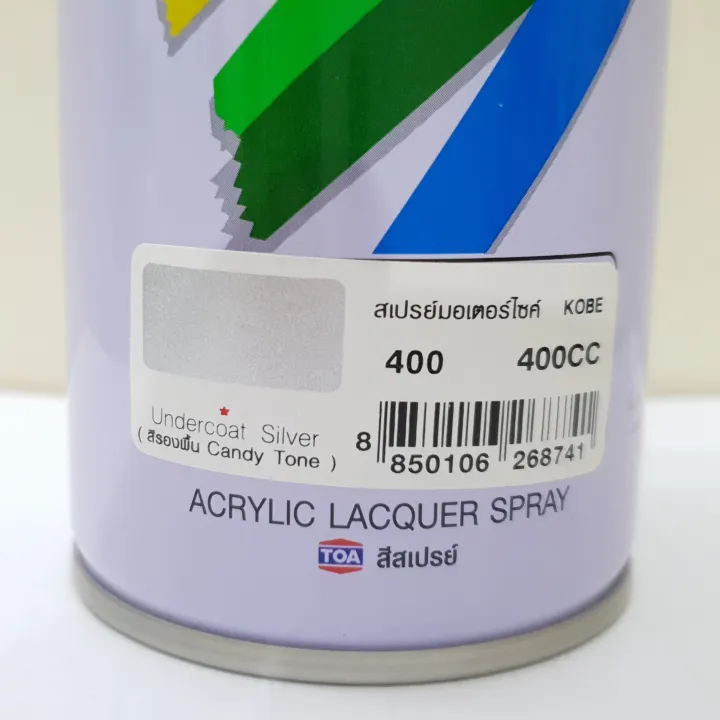 สเปรย์มอเตอร์ไซค์ KOBE
400 400CC
★
Undercoat Silver
( สีรองพื้น Candy Tone )
8 850106 268741
ACRYLIC LACQUER SPRAY
TOA สีสเปรย์